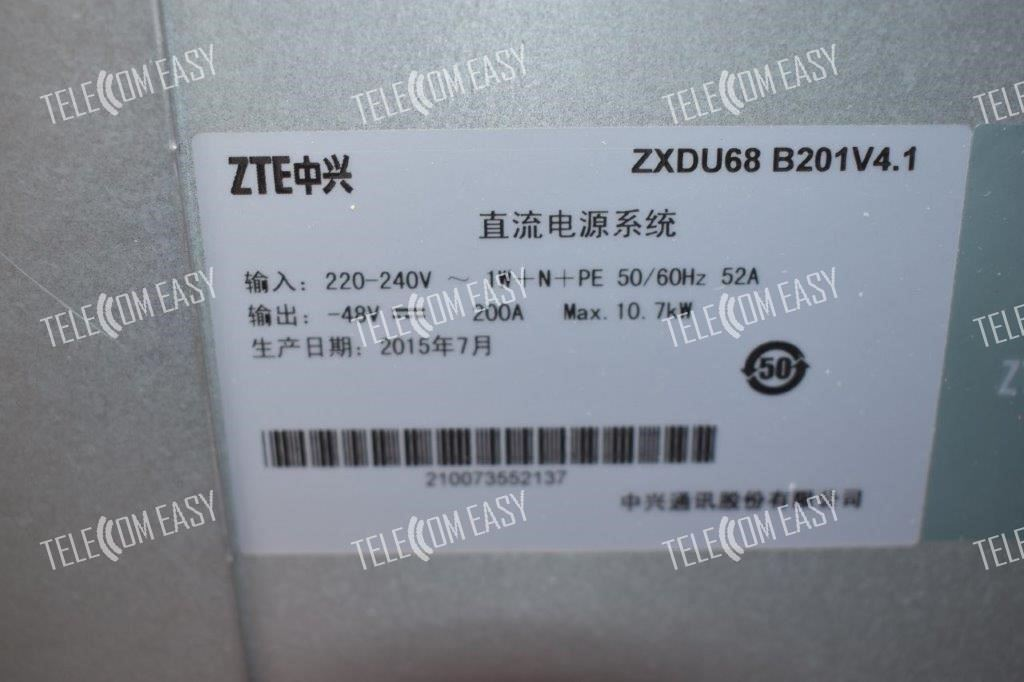 TELECOM EASY TELECOM EASY TELECOM EASY
ZTE中兴
ZXDU68 B201V4.1
直流电源系统
输入: 220-240V ～ 1W+N+PE 50/60Hz 52A
TELECOM EASY TELECOM EASY TELECOM EASY
输出: -48V ⎓ 200A Max.10.7kW
生产日期: 2015年7月
50
210073552137
中兴通讯股份有限公司
TELECOM EASY TELECOM EASY TELECOM EASY